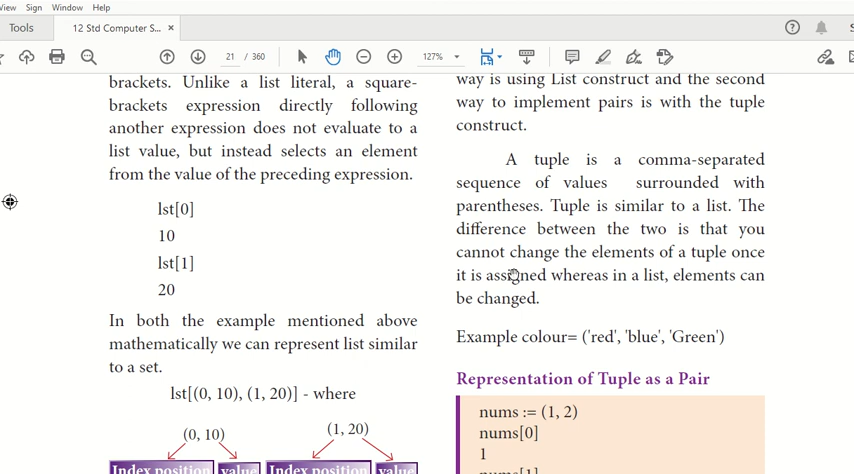 View
Sign
Window
Help
Tools
12 Std Computer S...
×
21 / 360
127%
brackets. Unlike a list literal, a square-
brackets expression directly following
another expression does not evaluate to a
list value, but instead selects an element
from the value of the preceding expression.
lst[0]
10
lst[1]
20
In both the example mentioned above
mathematically we can represent list similar
to a set.
lst[(0, 10), (1, 20)] - where
(0, 10)
(1, 20)
Index position
value
Index position
value
way is using List construct and the second
way to implement pairs is with the tuple
construct.
A tuple is a comma-separated
sequence of values surrounded with
parentheses. Tuple is similar to a list. The
difference between the two is that you
cannot change the elements of a tuple once
it is assigned whereas in a list, elements can
be changed.
Example colour= ('red', 'blue', 'Green')
Representation of Tuple as a Pair
nums := (1, 2)
nums[0]
1
nums[1]